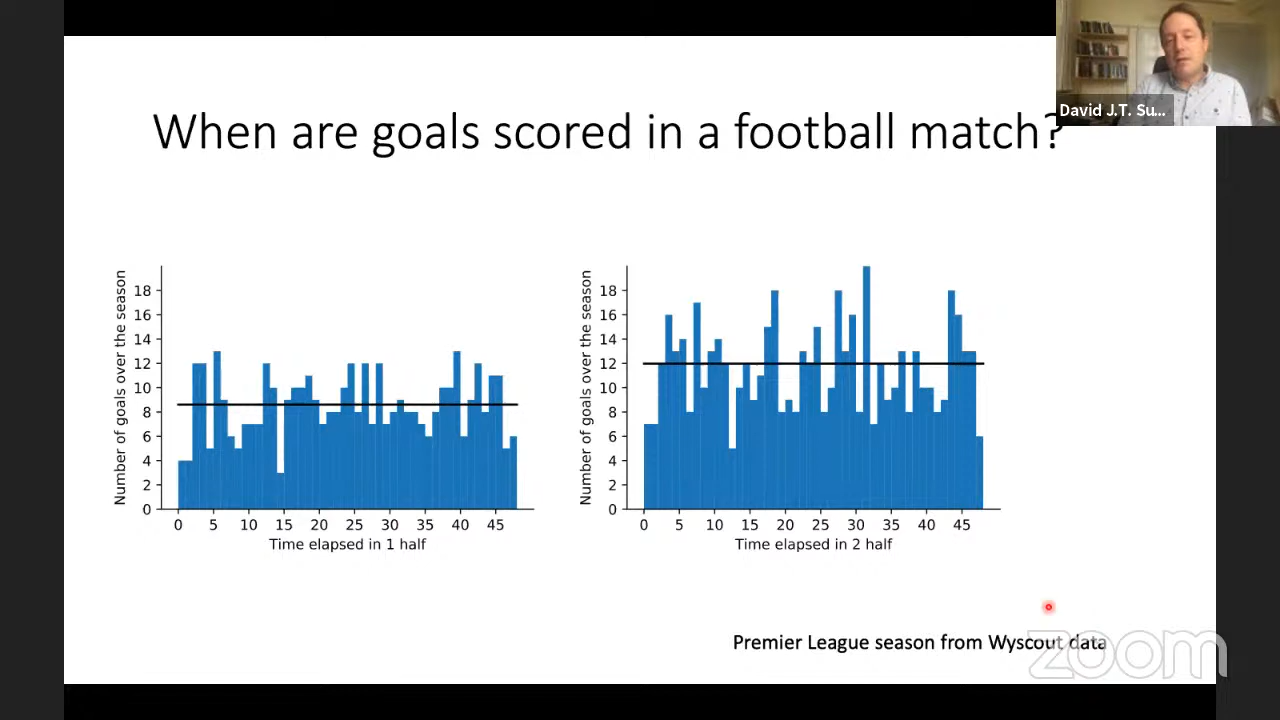 David J.T. Su...
When are goals scored in a football match?
Number of goals over the season
18
16
14
12
10
8
6
4
2
0
0 5 10 15 20 25 30 35 40 45
Time elapsed in 1 half
Number of goals over the season
18
16
14
12
10
8
6
4
2
0
0 5 10 15 20 25 30 35 40 45
Time elapsed in 2 half
Premier League season from Wyscout data
zoom